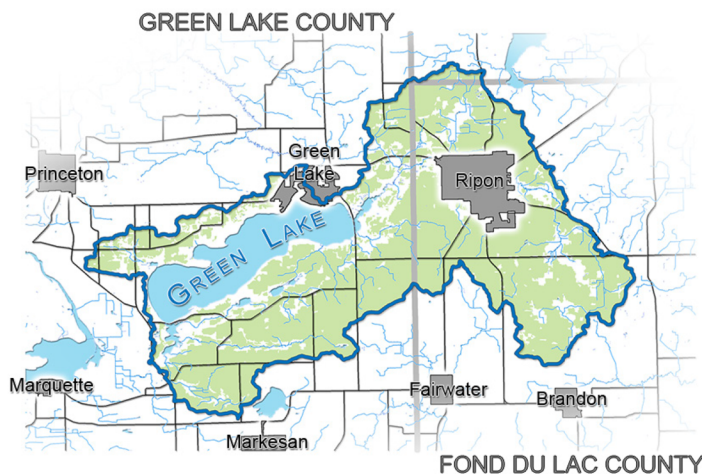 GREEN LAKE COUNTY
Green
Lake
Princeton
Ripon
GREEN LAKE
Marquette
Fairwater
Brandon
Markesan
FOND DU LAC COUNTY